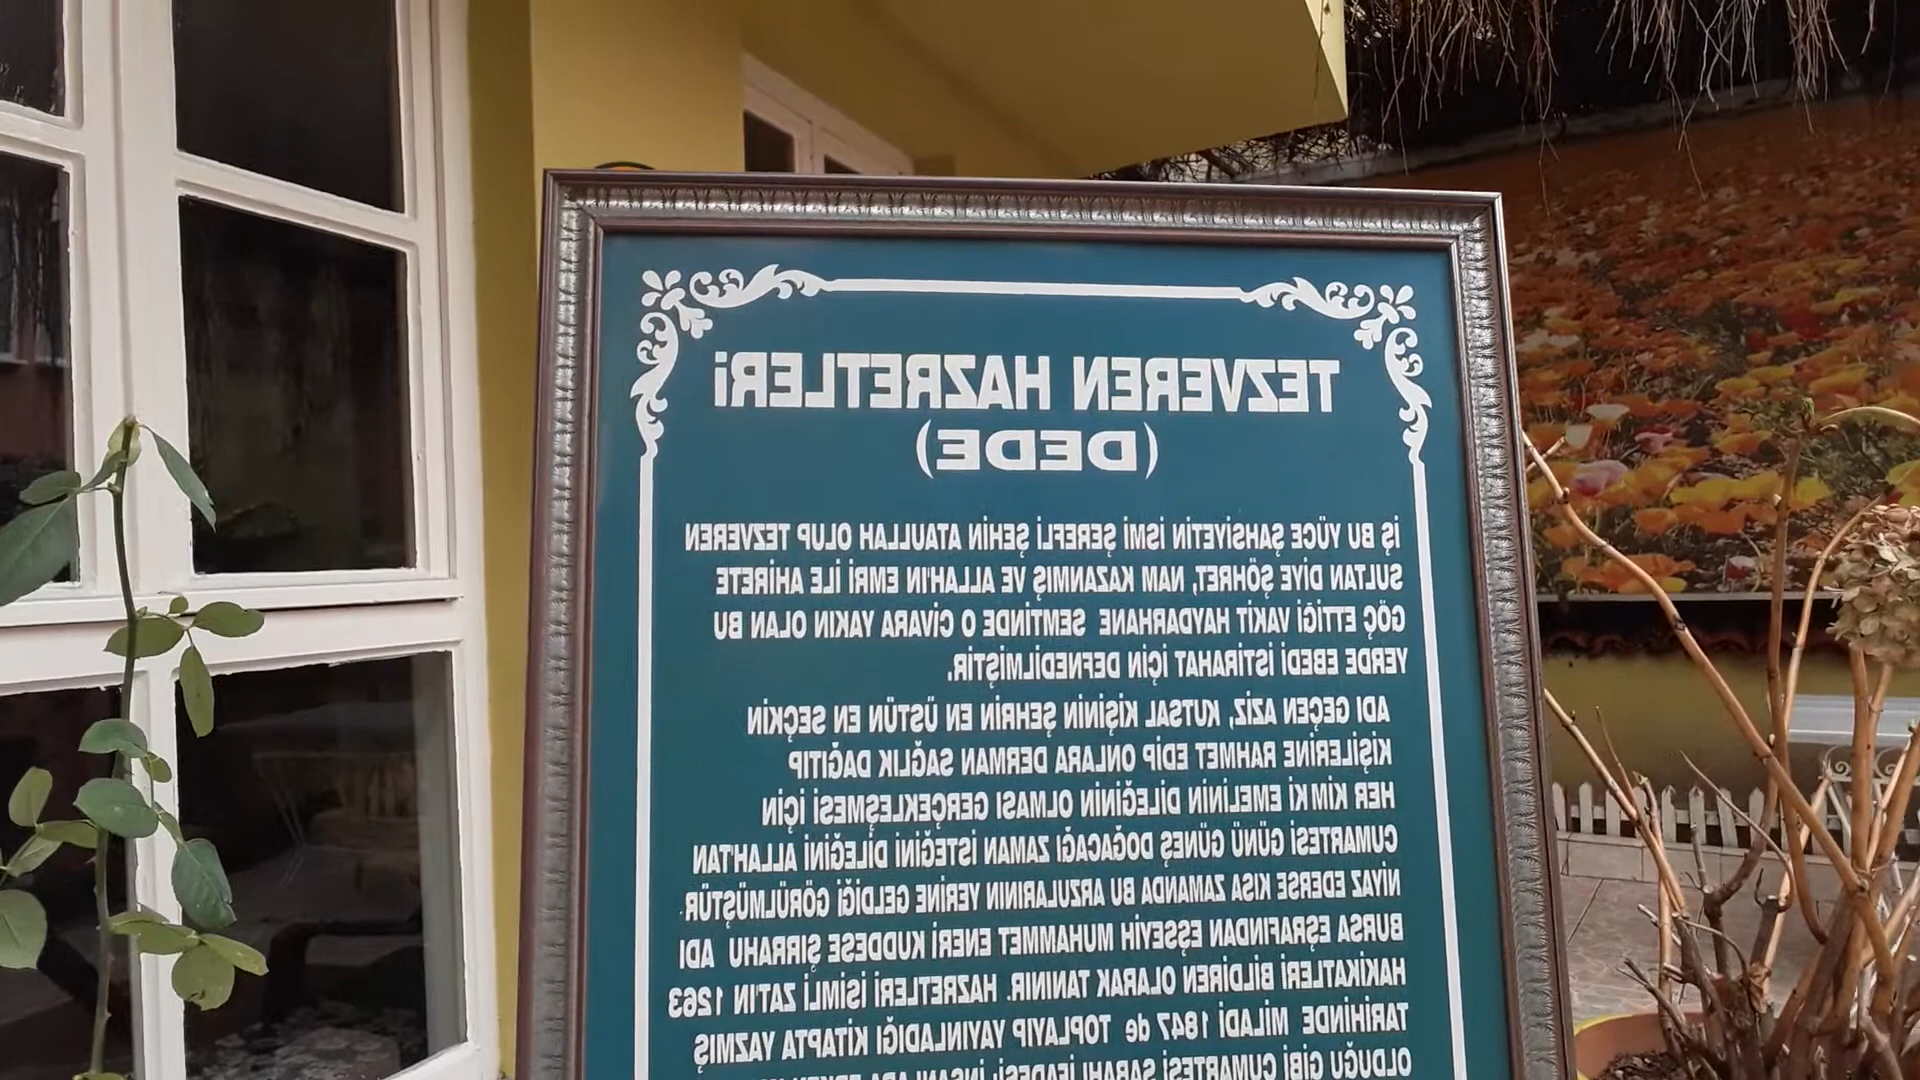 TEZVEREN HAZRETLERİ
(DEDE)
İŞ BU YÜCE ŞAHSİYETİN İSMİ ŞEREFLİ ŞEHİN ATAULLAH OLUP TEZVEREN
SULTAN DİYE ŞÖHRET, NAM KAZANMIŞ VE ALLAH'IN EMRİ İLE AHİRETE
GÖÇ ETTİĞİ VAKİT HAYDARHANE SEMTİNDE O CİVARA YAKIN OLAN BU
YERDE EBEDİ İSTİRAHAT İÇİN DEFNEDİLMİŞTİR.
ADI GEÇEN AZİZ, KUTSAL KİŞİNİN ŞEHRİN EN ÜSTÜN EN SEÇKİN
KİŞİLERİNE RAHMET EDİP ONLARA DERMAN SAĞLIK DAĞITIP
HER KİM Kİ EMELİNİN DİLEĞİNİN OLMASI GERÇEKLEŞMESİ İÇİN
CUMARTESİ GÜNÜ GÜNEŞ DOĞACAĞI ZAMAN İSTEĞİNİ DİLEĞİNİ ALLAH'TAN
NİYAZ EDERSE KISA ZAMANDA BU ARZULARININ YERİNE GELDİĞİ GÖRÜLMÜŞTÜR.
BURSA EŞRAFINDAN EŞŞEYİH MUHAMMET ENERİ KUDDESE ŞIRRAHU ADI
HAKİKATLERİ BİLDİREN OLARAK TANINIR. HAZRETLERİ İSİMLİ ZAT'IN 1263
TARİHİNDE MİLADİ 1847 de TOPLAYIP YAYINLADIĞI KİTAPTA YAZMIŞ
OLDUĞU GİBİ CUMARTESİ SABAHI İFADESİ; İNSANLARA